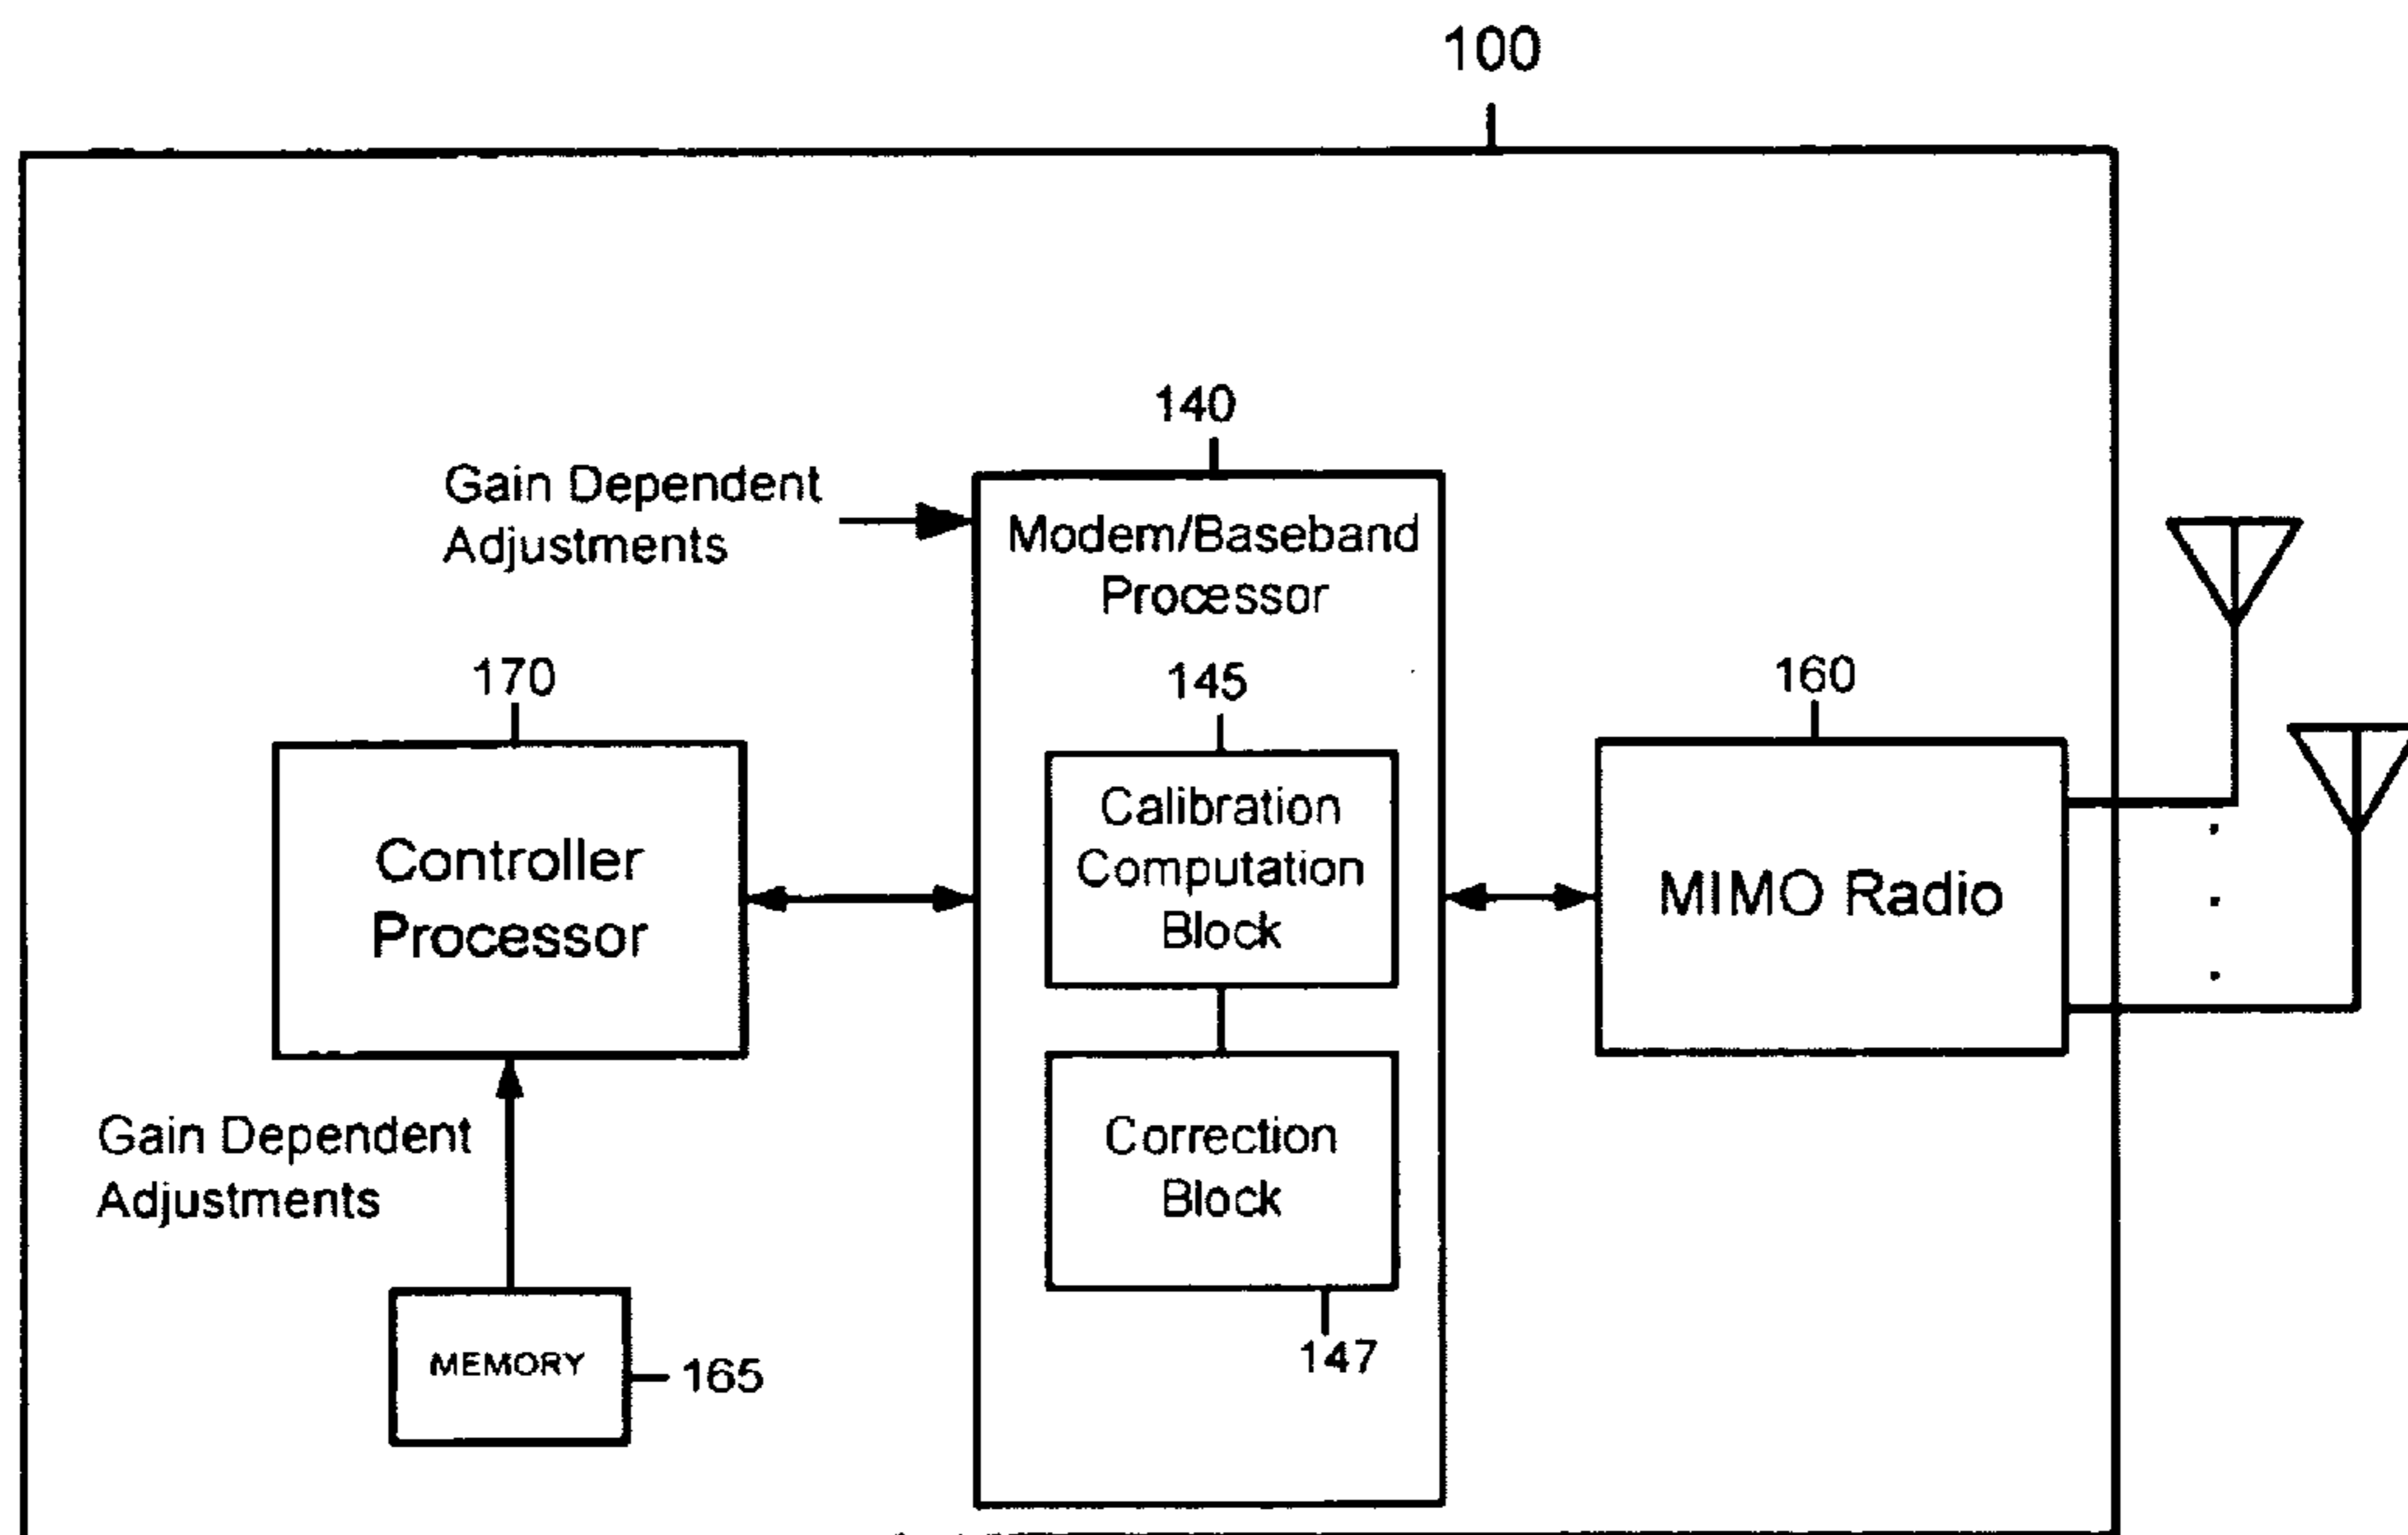 100
140
Gain Dependent
Adjustments
Modem/Baseband
Processor
170
145
160
Controller
Processor
Calibration
Computation
Block
MIMO Radio
Gain Dependent
Adjustments
Correction
Block
MEMORY
165
147